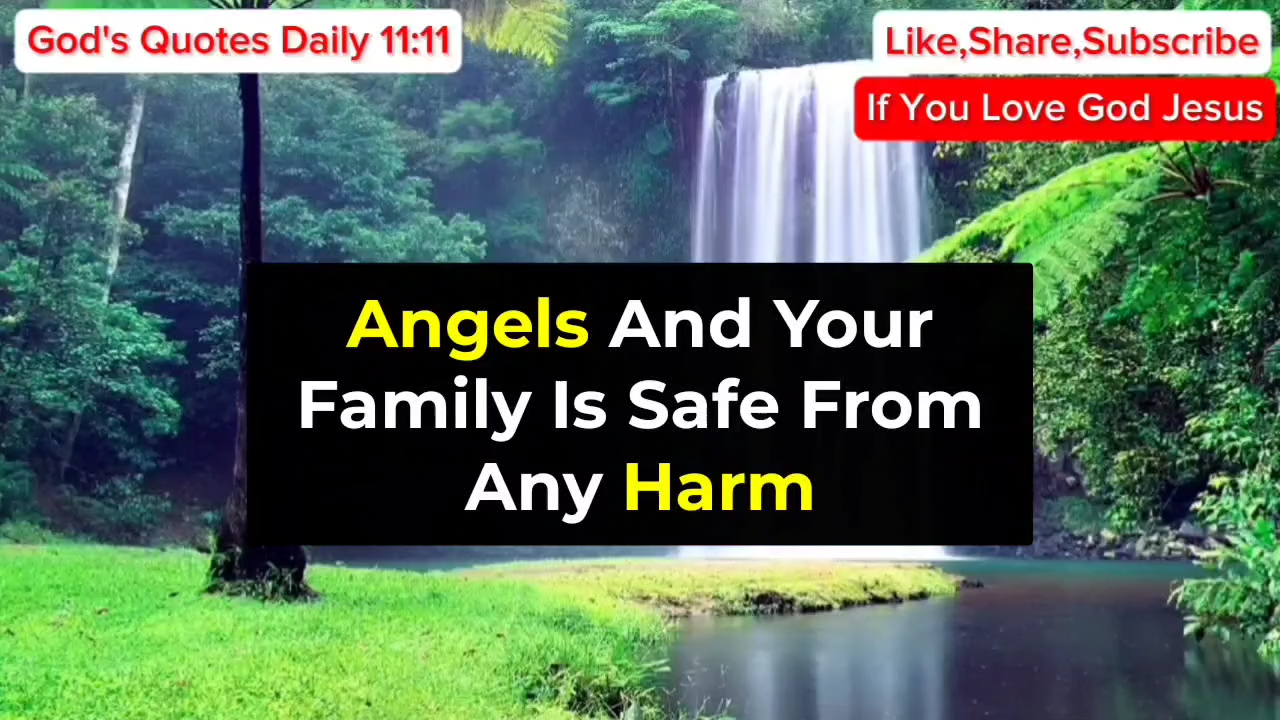 God's Quotes Daily 11:11
Like,Share,Subscribe
If You Love God Jesus
Angels And Your
Family Is Safe From
Any Harm